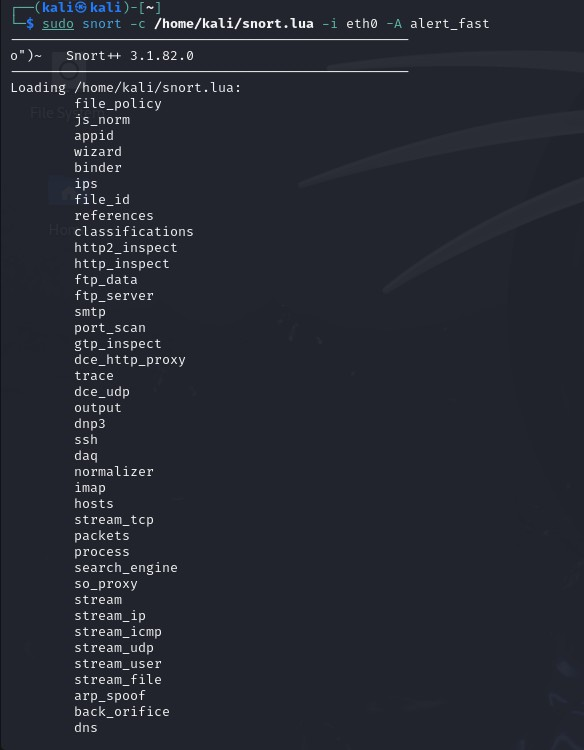 ┌──(kali㉿kali)-[~]
└─$ sudo snort -c /home/kali/snort.lua -i eth0 -A alert_fast
o")~   Snort++ 3.1.82.0
Loading /home/kali/snort.lua:
File Sys
file_policy
js_norm
appid
wizard
binder
ips
file_id
references
Ho
classifications
http2_inspect
http_inspect
ftp_data
ftp_server
smtp
port_scan
gtp_inspect
dce_http_proxy
trace
dce_udp
output
dnp3
ssh
daq
normalizer
imap
hosts
stream_tcp
packets
process
search_engine
so_proxy
stream
stream_ip
stream_icmp
stream_udp
stream_user
stream_file
arp_spoof
back_orifice
dns